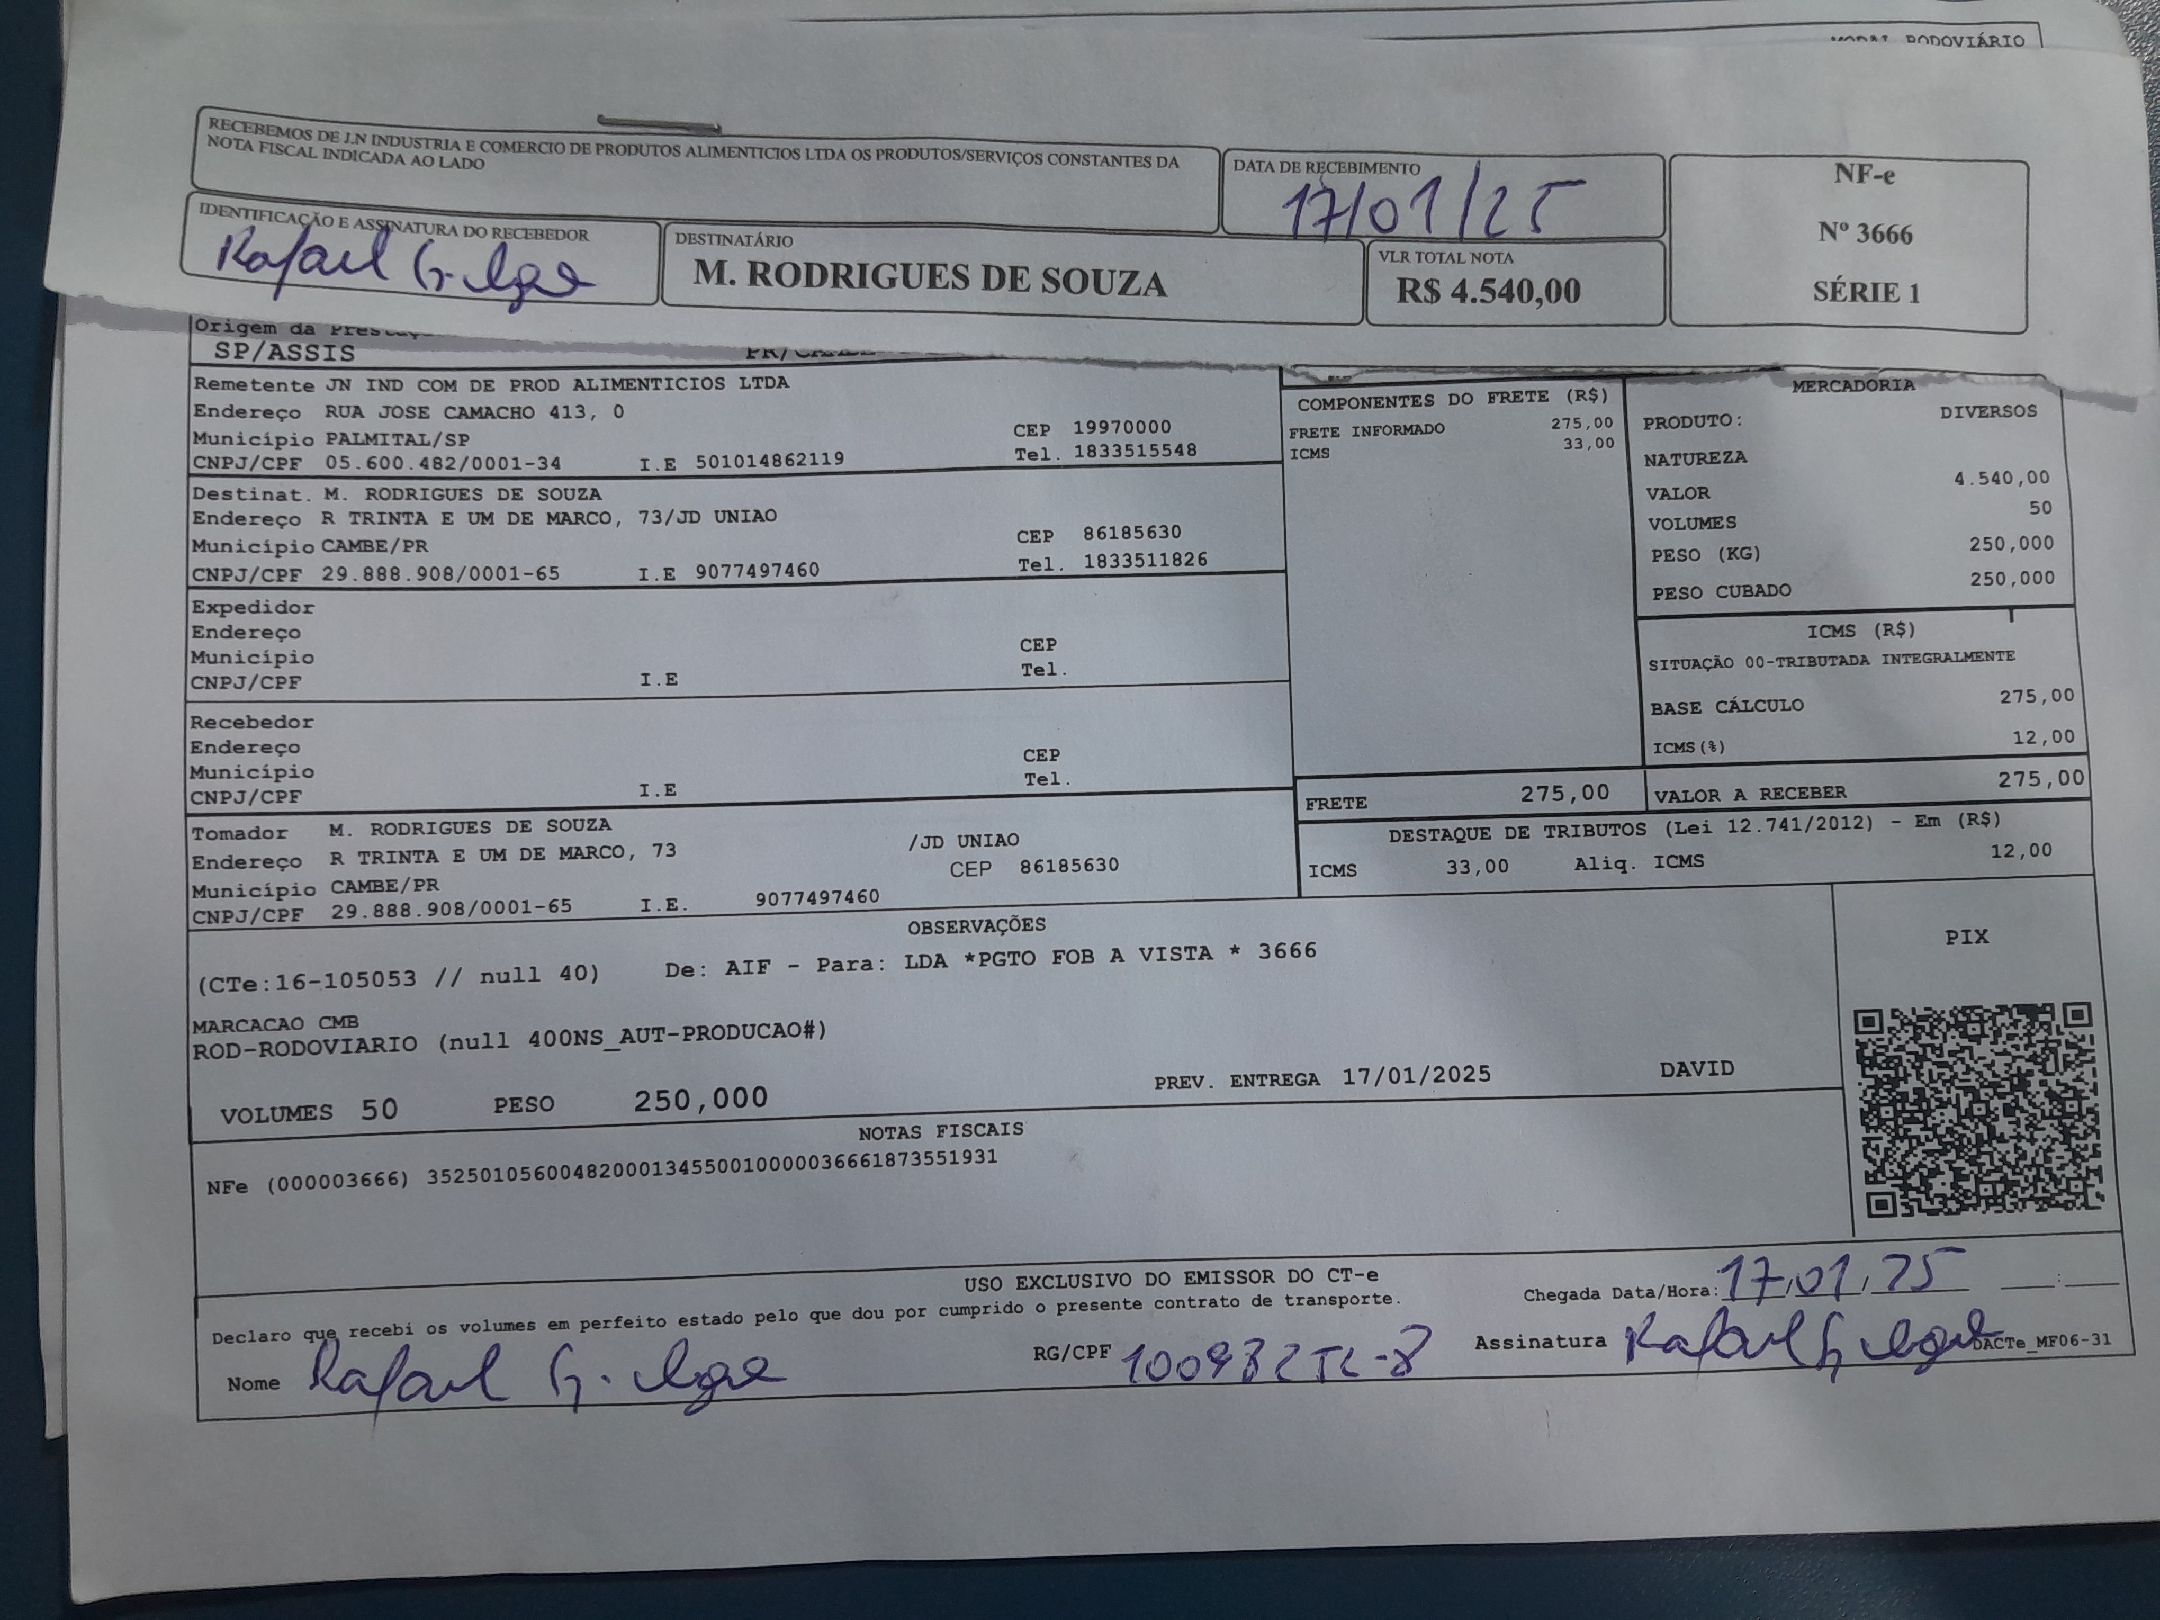 RODOVIÁRIO
RECEBEMOS DE J.N INDUSTRIA E COMERCIO DE PRODUTOS ALIMENTICIOS LTDA OS PRODUTOS/SERVIÇOS CONSTANTES DA
NOTA FISCAL INDICADA AO LADO
DATA DE RECEBIMENTO
17/01/25
NF-e
Nº 3666
SÉRIE 1
IDENTIFICAÇÃO E ASSINATURA DO RECEBEDOR
Rafael G.
DESTINATÁRIO
M. RODRIGUES DE SOUZA
VLR TOTAL NOTA
R$ 4.540,00
Origem da
SP/ASSIS
Remetente JN IND COM DE PROD ALIMENTICIOS LTDA
Endereço RUA JOSE CAMACHO 413, 0
Município PALMITAL/SP CEP 19970000
CNPJ/CPF 05.600.482/0001-34 I.E 501014862119 Tel. 1833515548
Destinat. M. RODRIGUES DE SOUZA
Endereço R TRINTA E UM DE MARCO, 73/JD UNIAO
Município CAMBE/PR CEP 86185630
CNPJ/CPF 29.888.908/0001-65 I.E 9077497460 Tel. 1833511826
Expedidor
Endereço
Município CEP
CNPJ/CPF I.E Tel.
Recebedor
Endereço
Município CEP
CNPJ/CPF I.E Tel.
Tomador M. RODRIGUES DE SOUZA
Endereço R TRINTA E UM DE MARCO, 73 /JD UNIAO
Município CAMBE/PR CEP 86185630
CNPJ/CPF 29.888.908/0001-65 I.E. 9077497460
COMPONENTES DO FRETE (R$)
FRETE INFORMADO 275,00
ICMS 33,00
MERCADORIA
PRODUTO: DIVERSOS
NATUREZA
VALOR 4.540,00
VOLUMES 50
PESO (KG) 250,000
PESO CUBADO 250,000
ICMS (R$)
SITUAÇÃO 00-TRIBUTADA INTEGRALMENTE
BASE CÁLCULO 275,00
ICMS(%) 12,00
FRETE 275,00 VALOR A RECEBER 275,00
DESTAQUE DE TRIBUTOS (Lei 12.741/2012) - Em (R$)
ICMS 33,00 Aliq. ICMS 12,00
OBSERVAÇÕES
(CTe:16-105053 // null 40) De: AIF - Para: LDA *PGTO FOB A VISTA * 3666
MARCACAO CMB
ROD-RODOVIARIO (null 400NS_AUT-PRODUCAO#)
VOLUMES 50 PESO 250,000 PREV. ENTREGA 17/01/2025 DAVID
PIX
NOTAS FISCAIS
NFe (000003666) 35250105600482000134550010000036661873551931
USO EXCLUSIVO DO EMISSOR DO CT-e
Declaro que recebi os volumes em perfeito estado pelo que dou por cumprido o presente contrato de transporte. Chegada Data/Hora: 17/01/25 :
Nome Rafael G. RG/CPF Assinatura Rafael G. DACTe_MF06-31